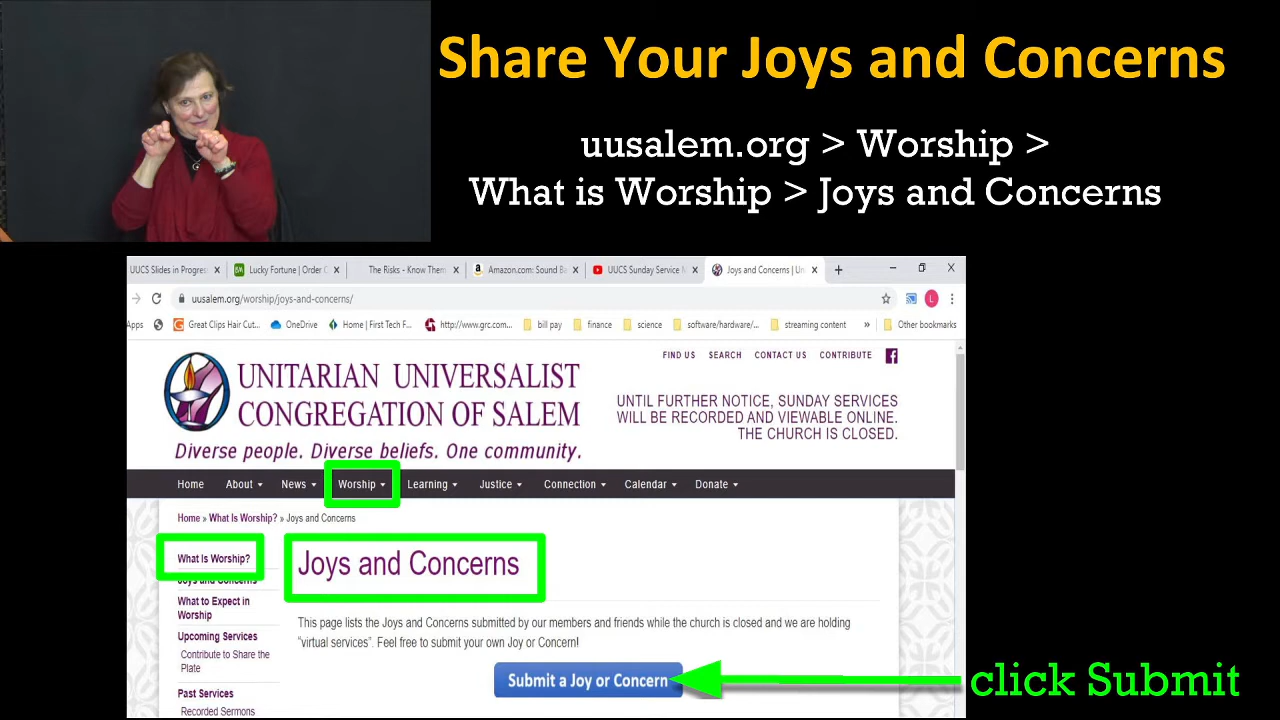 Share Your Joys and Concerns
uusalem.org > Worship >
What is Worship > Joys and Concerns
UUCS Slides in Progres
Lucky Fortune | Order C
The Risks - Know Them
Amazon.com: Sound Ba
UUCS Sunday Service
Joys and Concerns | Un
uusalem.org/worship/joys-and-concerns/
L
Apps
Great Clips Hair Cut...
OneDrive
Home | First Tech F...
http://www.grc.com...
bill pay
finance
science
software/hardware/...
streaming content
»
Other bookmarks
FIND US SEARCH CONTACT US CONTRIBUTE
UNITARIAN UNIVERSALIST
CONGREGATION OF SALEM
Diverse people. Diverse beliefs. One community.
UNTIL FURTHER NOTICE, SUNDAY SERVICES
WILL BE RECORDED AND VIEWABLE ONLINE.
THE CHURCH IS CLOSED.
Home About News Worship Learning Justice Connection Calendar Donate
Home » What Is Worship? » Joys and Concerns
What Is Worship?
Joys and Concerns
What to Expect in
Worship
Upcoming Services
Contribute to Share the
Plate
Past Services
Recorded Sermons
Joys and Concerns
This page lists the Joys and Concerns submitted by our members and friends while the church is closed and we are holding
“virtual services”. Feel free to submit your own Joy or Concern!
Submit a Joy or Concern
click Submit